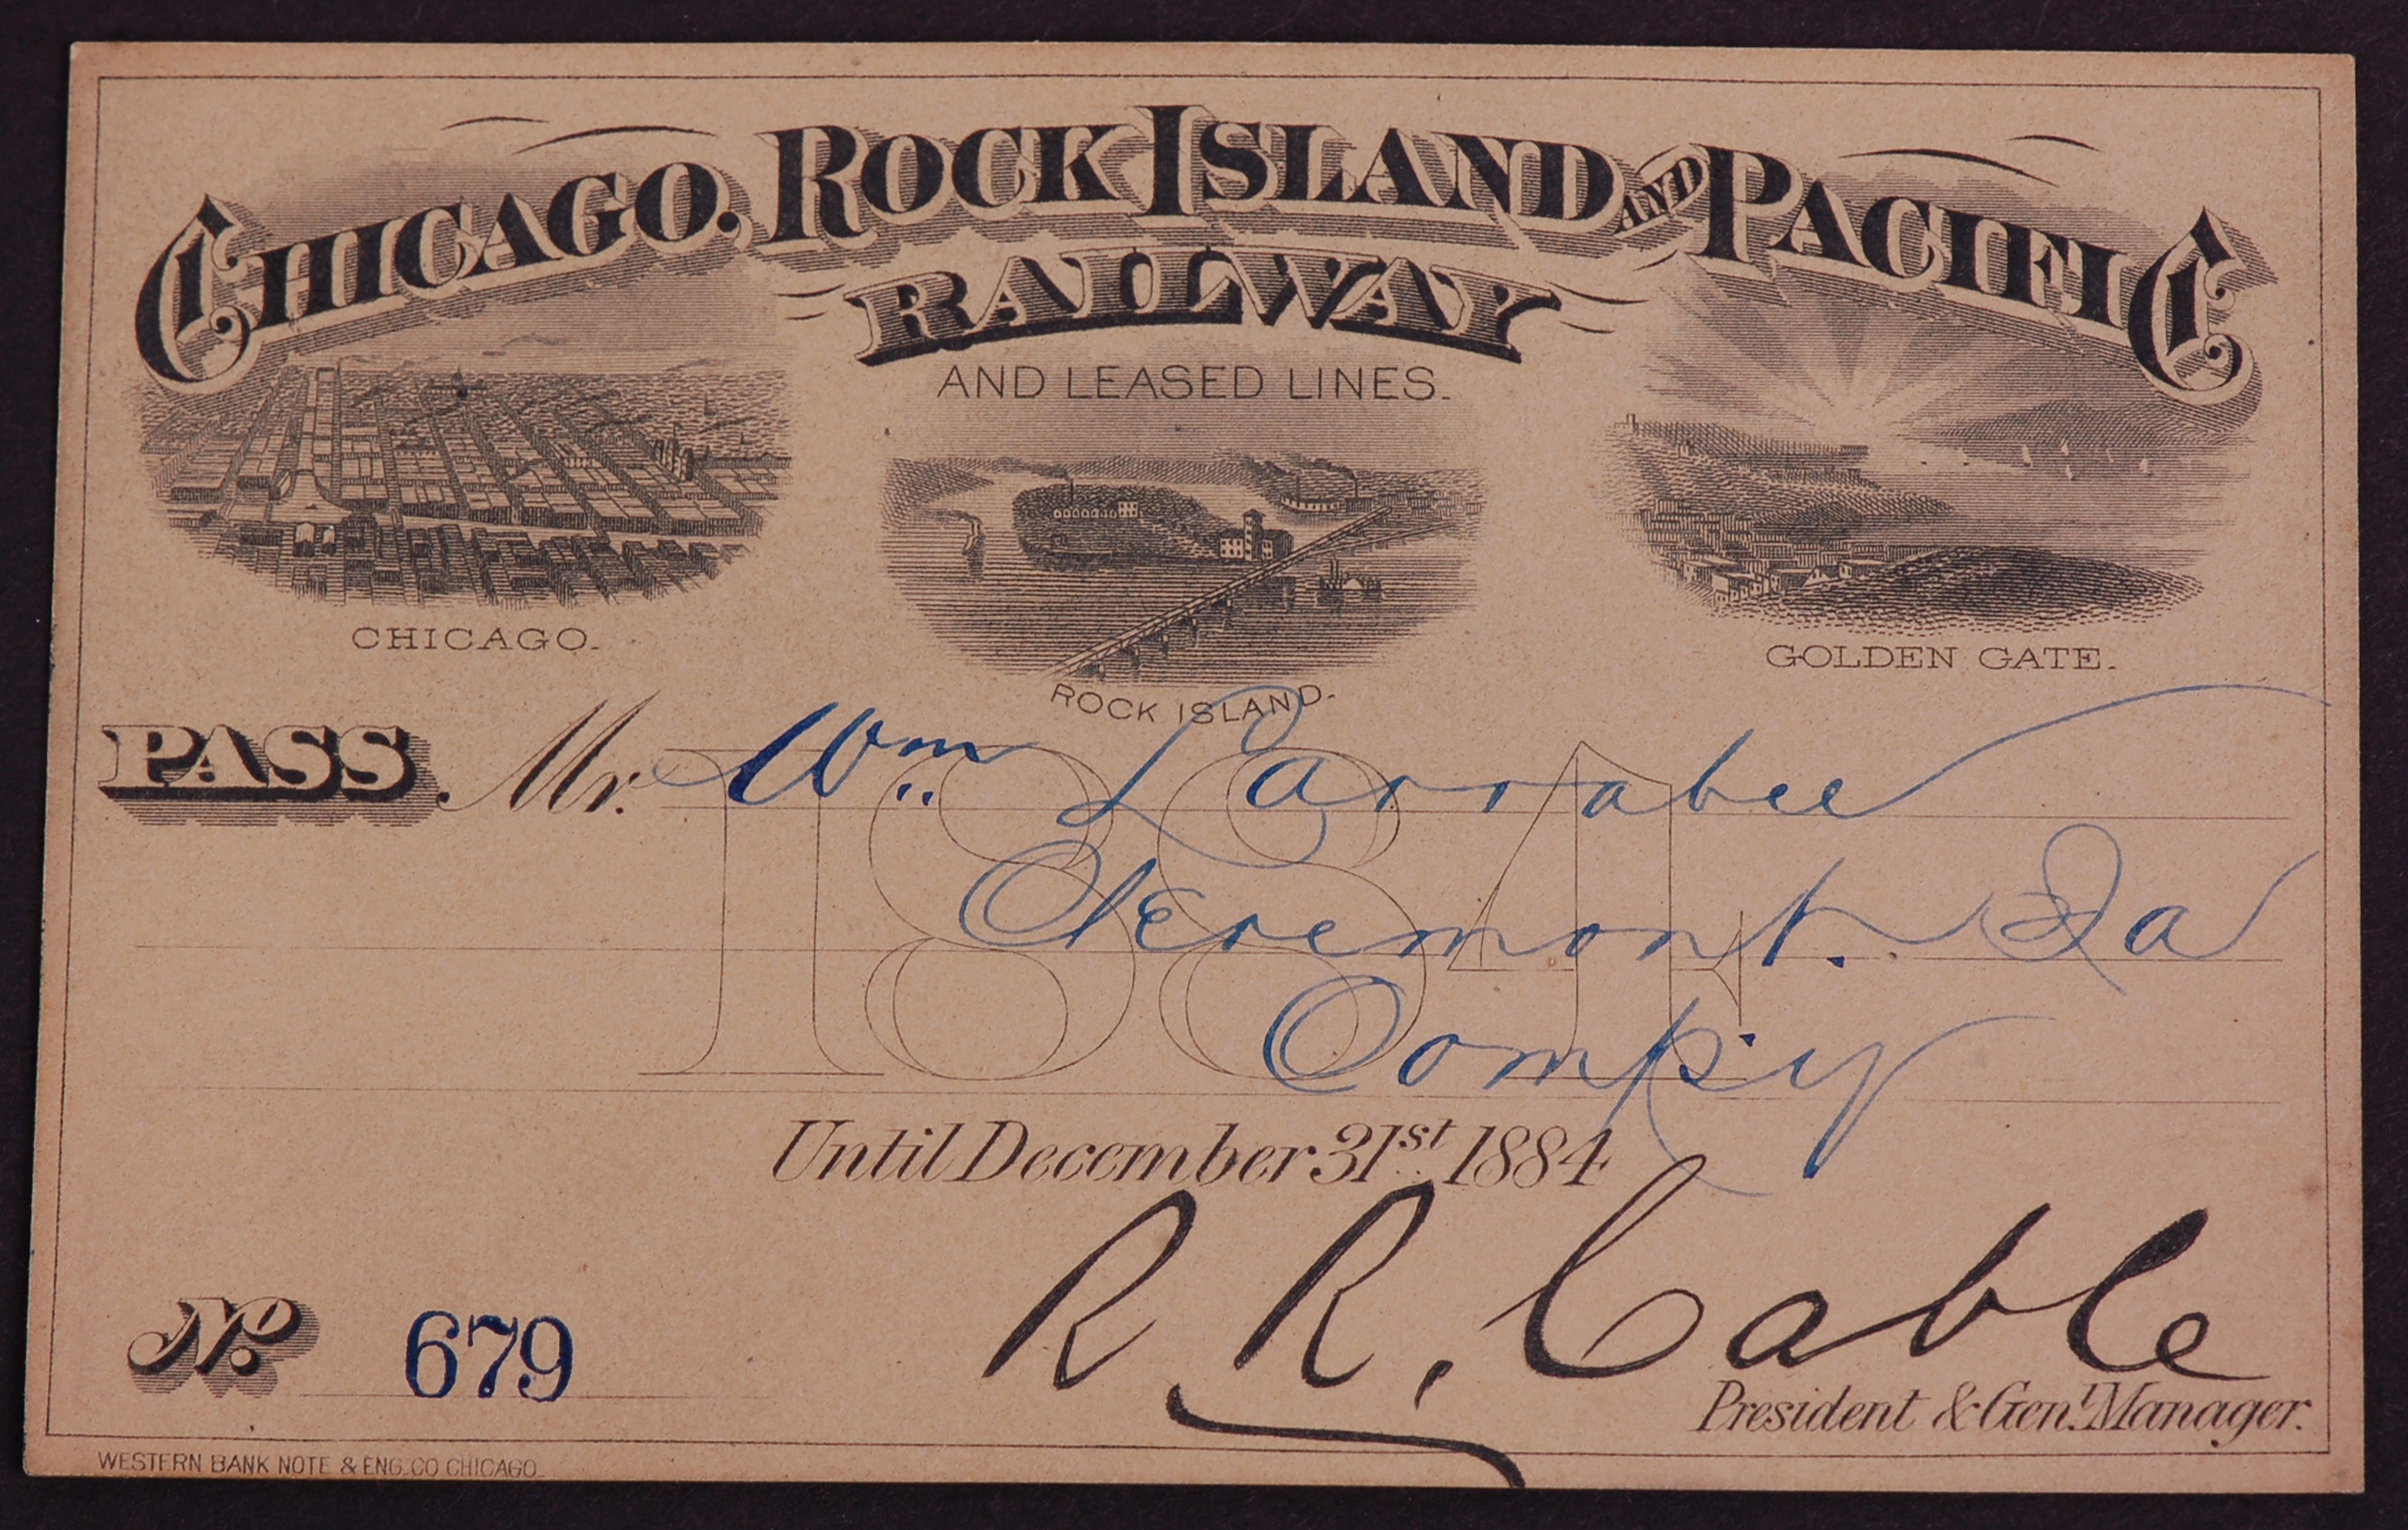 CHICAGO, ROCK ISLAND AND PACIFIC
RAILWAY
AND LEASED LINES.
CHICAGO.
ROCK ISLAND.
GOLDEN GATE.
PASS Mr. Wm. Larrabee
Cleremont. Ia
Compy
1884
Until December 31st 1884
R. R. Cable
President & Genl. Manager.
No. 679
WESTERN BANK NOTE & ENG. CO CHICAGO.